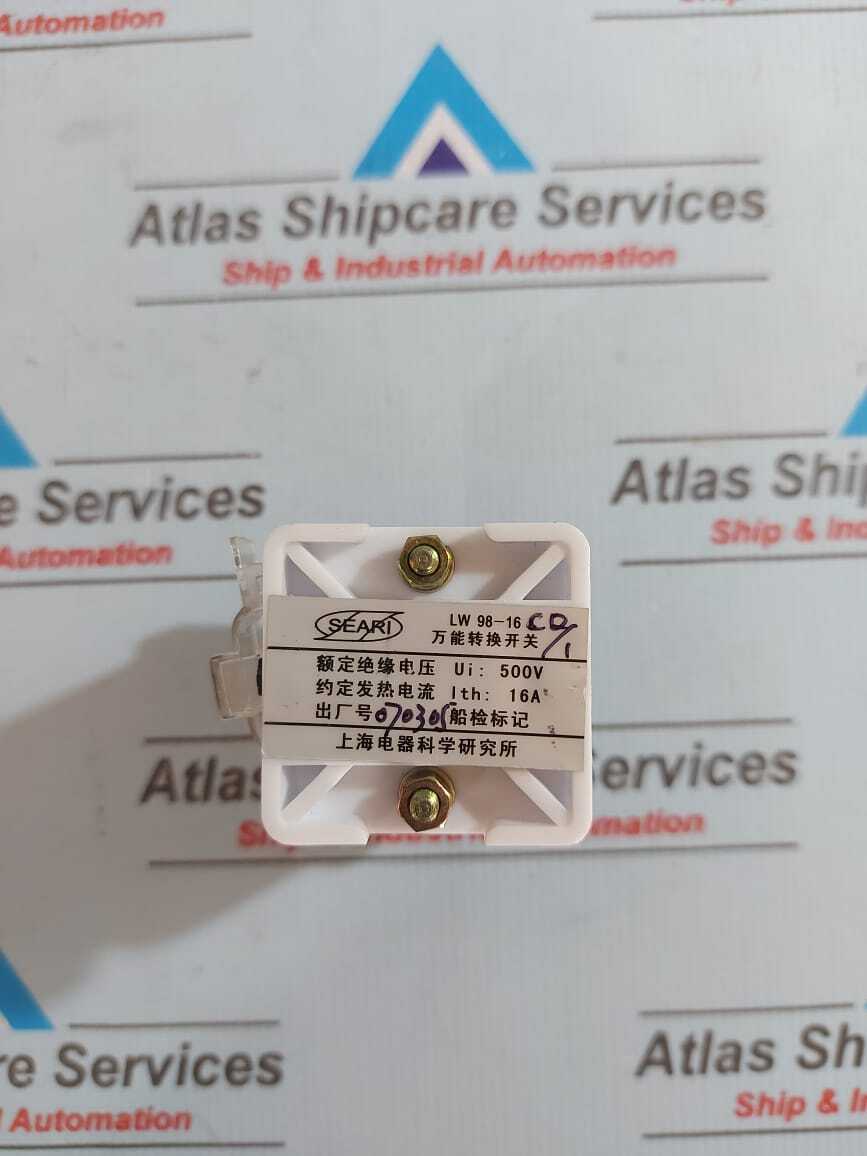 Automation
Atlas Shipcare Services
Ship & Industrial Automation
e Services
Automation
Atlas Ship
Ship & In
SEARI
LW 98-16 CD/1
万能转换开关
额定绝缘电压 Ui: 500V
约定发热电流 Ith: 16A
出厂号070305船检标记
上海电器科学研究所
Atlas
ervices
Sh
mation
re Services
l Automation
Atlas Sh
Ship & I